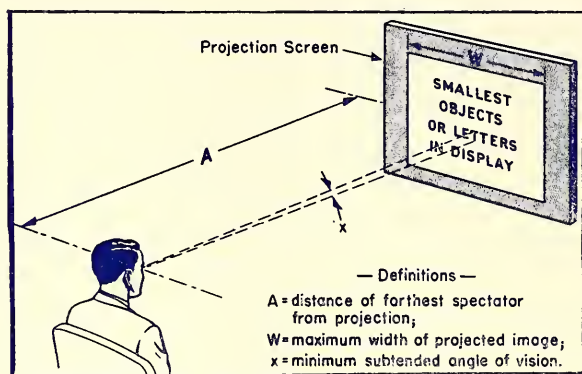 Projection Screen
W
SMALLEST
OBJECTS
OR LETTERS
IN DISPLAY
A
x
— Definitions —
A = distance of forthest spectator
from projection;
W = maximum width of projected image;
x = minimum subtended angle of vision.